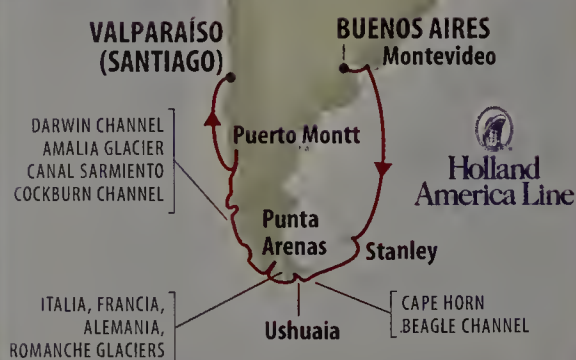 VALPARAÍSO
(SANTIAGO)
BUENOS AIRES
Montevideo
DARWIN CHANNEL
AMALIA GLACIER
CANAL SARMIENTO
COCKBURN CHANNEL
Puerto Montt
Holland
America Line
Punta
Arenas
Stanley
ITALIA, FRANCIA,
ALEMANIA,
ROMANCHE GLACIERS
Ushuaia
CAPE HORN
BEAGLE CHANNEL